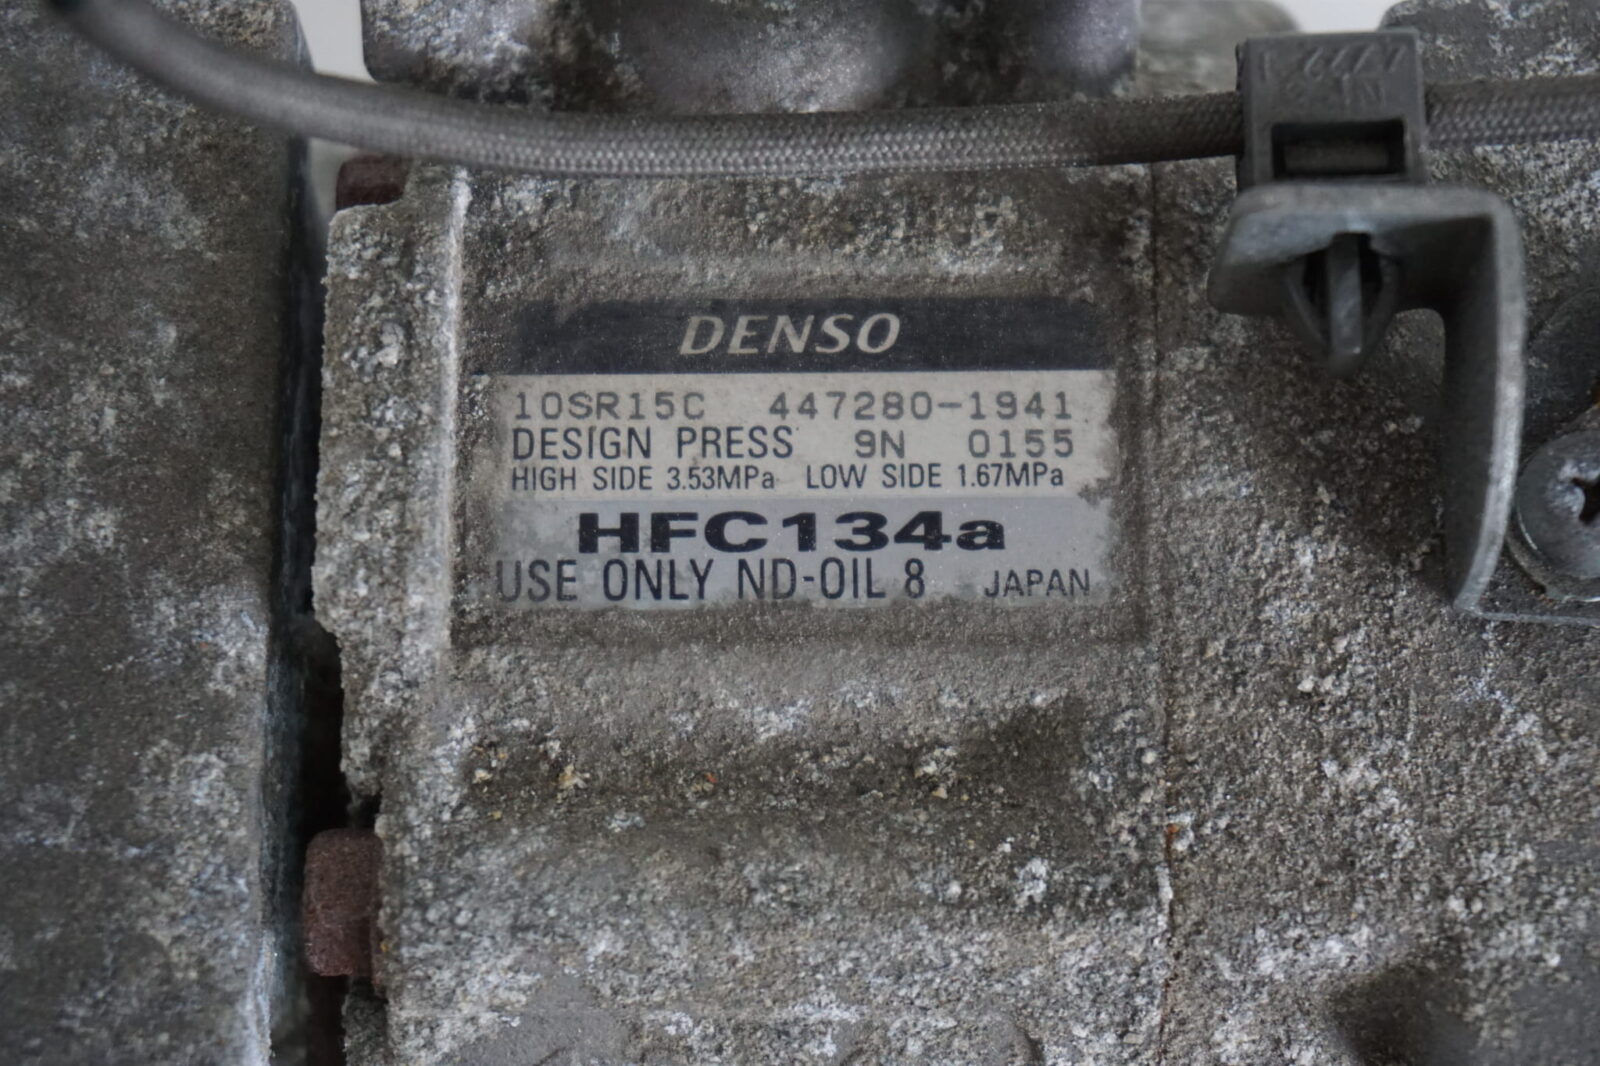 DENSO
10SR15C 447280-1941
DESIGN PRESS 9N 0155
HIGH SIDE 3.53MPa LOW SIDE 1.67MPa
HFC134a
USE ONLY ND-OIL 8 JAPAN